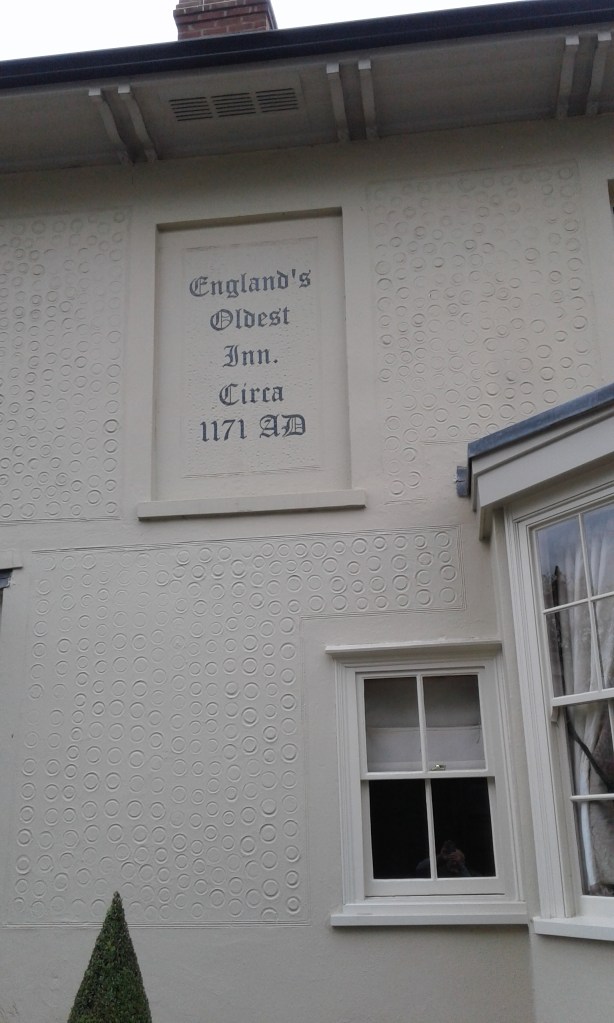 England's
Oldest
Inn.
Circa
1171 AD